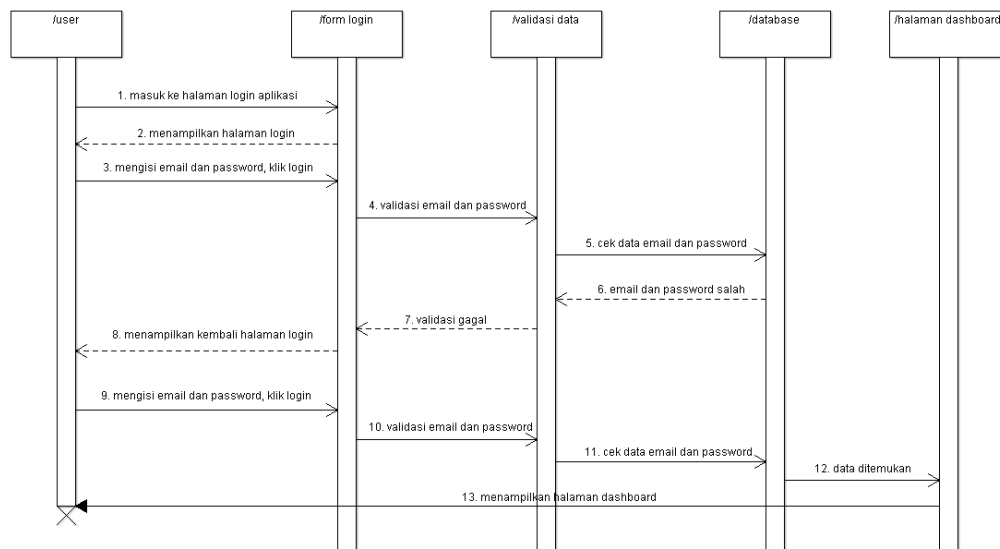 /user
/form login
/validasi data
/database
/halaman dashboard
1. masuk ke halaman login aplikasi
2. menampilkan halaman login
3. mengisi email dan password, klik login
4. validasi email dan password
5. cek data email dan password
6. email dan password salah
7. validasi gagal
8. menampilkan kembali halaman login
9. mengisi email dan password, klik login
10. validasi email dan password
11. cek data email dan password
12. data ditemukan
13. menampilkan halaman dashboard